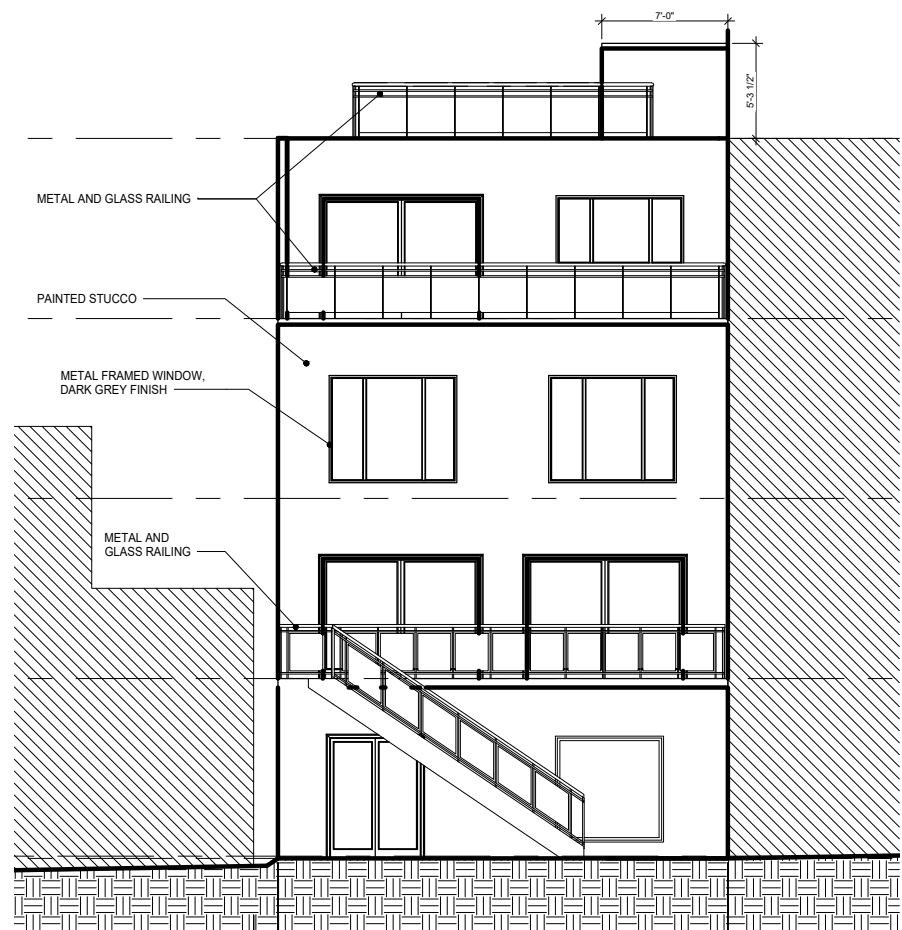 7'-0"
5'-3 1/2"
METAL AND GLASS RAILING
PAINTED STUCCO
METAL FRAMED WINDOW,
DARK GREY FINISH
METAL AND
GLASS RAILING